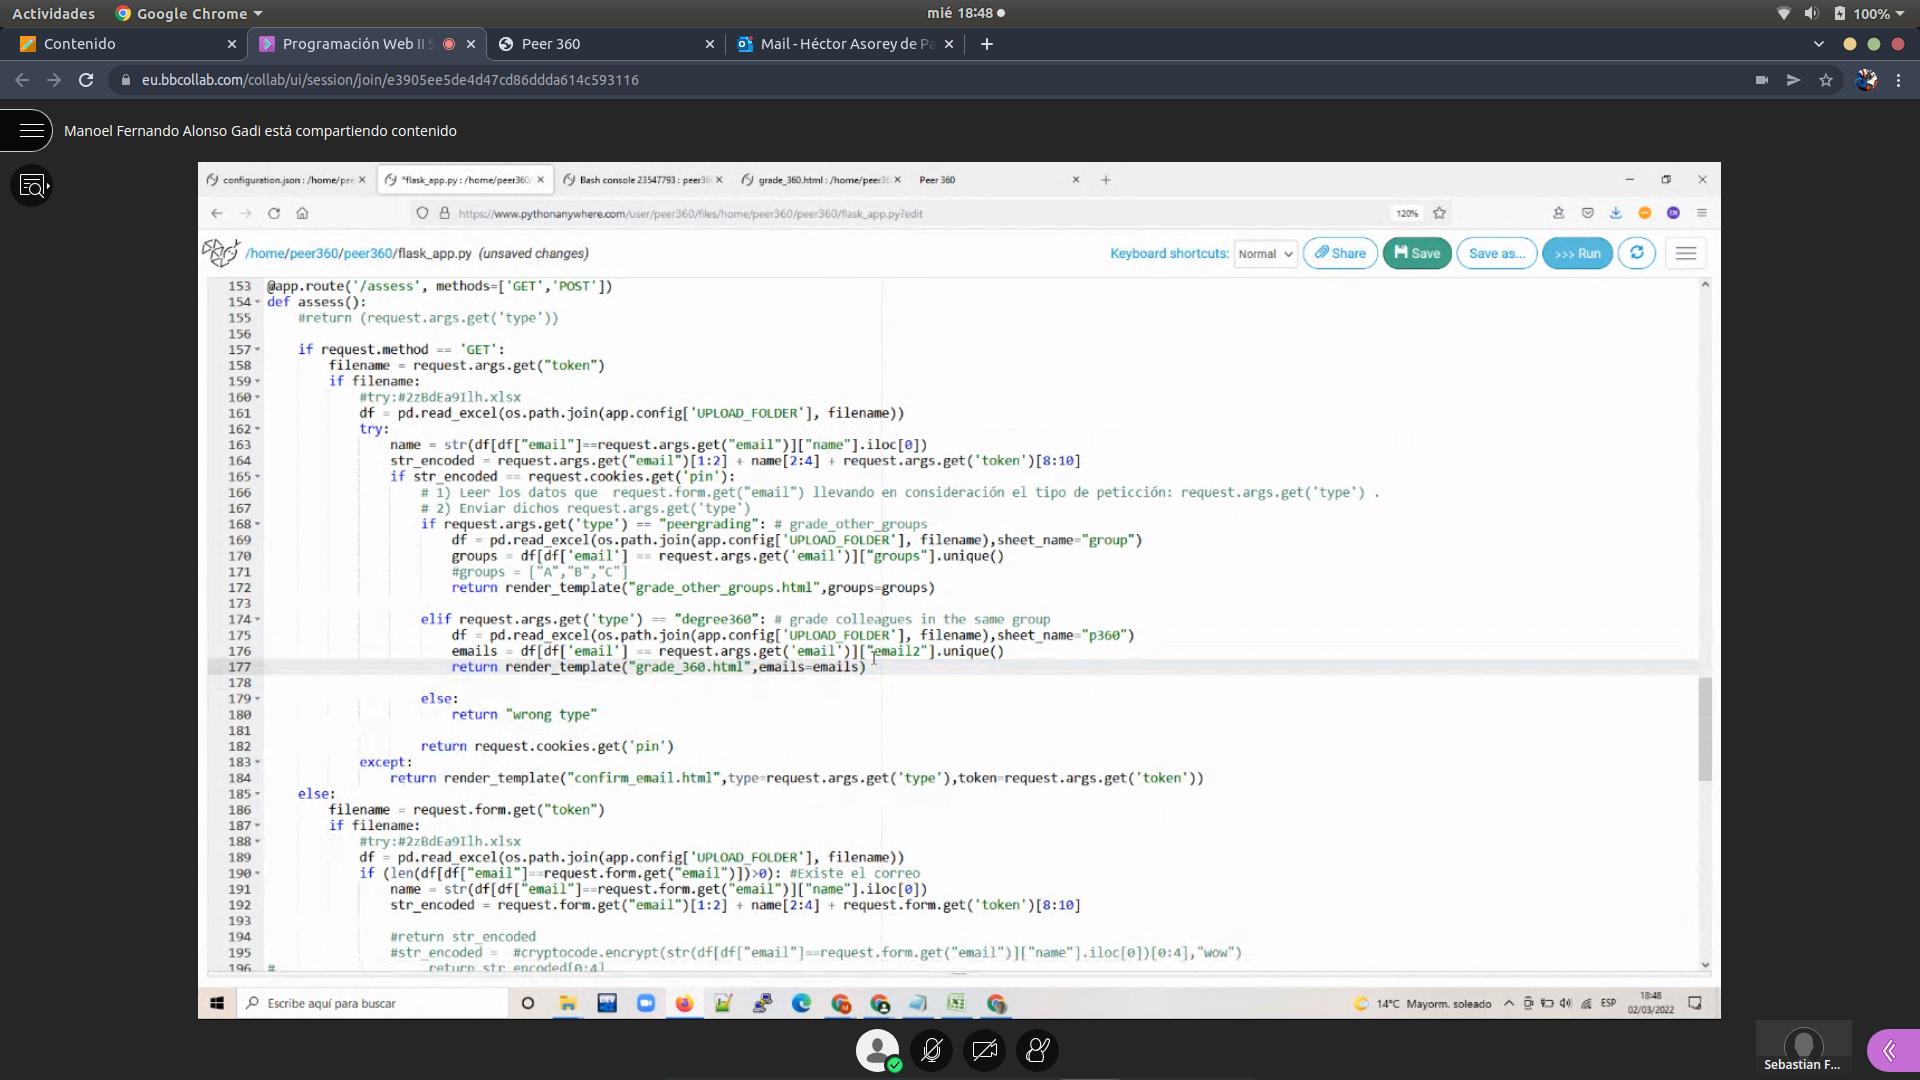 Actividades
Google Chrome
mié 18:48
100%
Contenido
Programación Web II S
Peer 360
Mail - Héctor Asorey de Pa
eu.bbcollab.com/collab/ui/session/join/e3905ee5de4d47cd86ddda614c593116
Manoel Fernando Alonso Gadi está compartiendo contenido
configuration.json : /home/pee
*flask_app.py : /home/peer360/
Bash console 23547793 : peer36
grade_360.html : /home/peer36
Peer 360
https://www.pythonanywhere.com/user/peer360/files/home/peer360/peer360/flask_app.py?edit
120%
/home/peer360/peer360/flask_app.py (unsaved changes)
Keyboard shortcuts:
Normal
Share
Save
Save as...
>>> Run
153 @app.route('/assess', methods=['GET','POST'])
154 def assess():
155 #return (request.args.get('type'))
156
157 if request.method == 'GET':
158 filename = request.args.get("token")
159 if filename:
160 #try:#2zBdEa9Ilh.xlsx
161 df = pd.read_excel(os.path.join(app.config['UPLOAD_FOLDER'], filename))
162 try:
163 name = str(df[df["email"]==request.args.get("email")]["name"].iloc[0])
164 str_encoded = request.args.get("email")[1:2] + name[2:4] + request.args.get('token')[8:10]
165 if str_encoded == request.cookies.get('pin'):
166 # 1) Leer los datos que  request.form.get("email") llevando en consideración el tipo de peticción: request.args.get('type') .
167 # 2) Enviar dichos request.args.get('type')
168 if request.args.get('type') == "peergrading": # grade_other_groups
169 df = pd.read_excel(os.path.join(app.config['UPLOAD_FOLDER'], filename),sheet_name="group")
170 groups = df[df['email'] == request.args.get('email')]["groups"].unique()
171 #groups = ["A","B","C"]
172 return render_template("grade_other_groups.html",groups=groups)
173
174 elif request.args.get('type') == "degree360": # grade colleagues in the same group
175 df = pd.read_excel(os.path.join(app.config['UPLOAD_FOLDER'], filename),sheet_name="p360")
176 emails = df[df['email'] == request.args.get('email')]["email2"].unique()
177 return render_template("grade_360.html",emails=emails)
178
179 else:
180 return "wrong type"
181
182 return request.cookies.get('pin')
183 except:
184 return render_template("confirm_email.html",type=request.args.get('type'),token=request.args.get('token'))
185 else:
186 filename = request.form.get("token")
187 if filename:
188 #try:#2zBdEa9Ilh.xlsx
189 df = pd.read_excel(os.path.join(app.config['UPLOAD_FOLDER'], filename))
190 if (len(df[df["email"]==request.form.get("email")])>0): #Existe el correo
191 name = str(df[df["email"]==request.form.get("email")]["name"].iloc[0])
192 str_encoded = request.form.get("email")[1:2] + name[2:4] + request.form.get('token')[8:10]
193
194 #return str_encoded
195 #str_encoded =  #cryptocode.encrypt(str(df[df["email"]==request.form.get("email")]["name"].iloc[0])[0:4],"wow")
196 # return str_encoded[0:4]
Escribe aquí para buscar
14°C Mayorm. soleado
ESP
18:48
02/03/2022
Sebastian F...